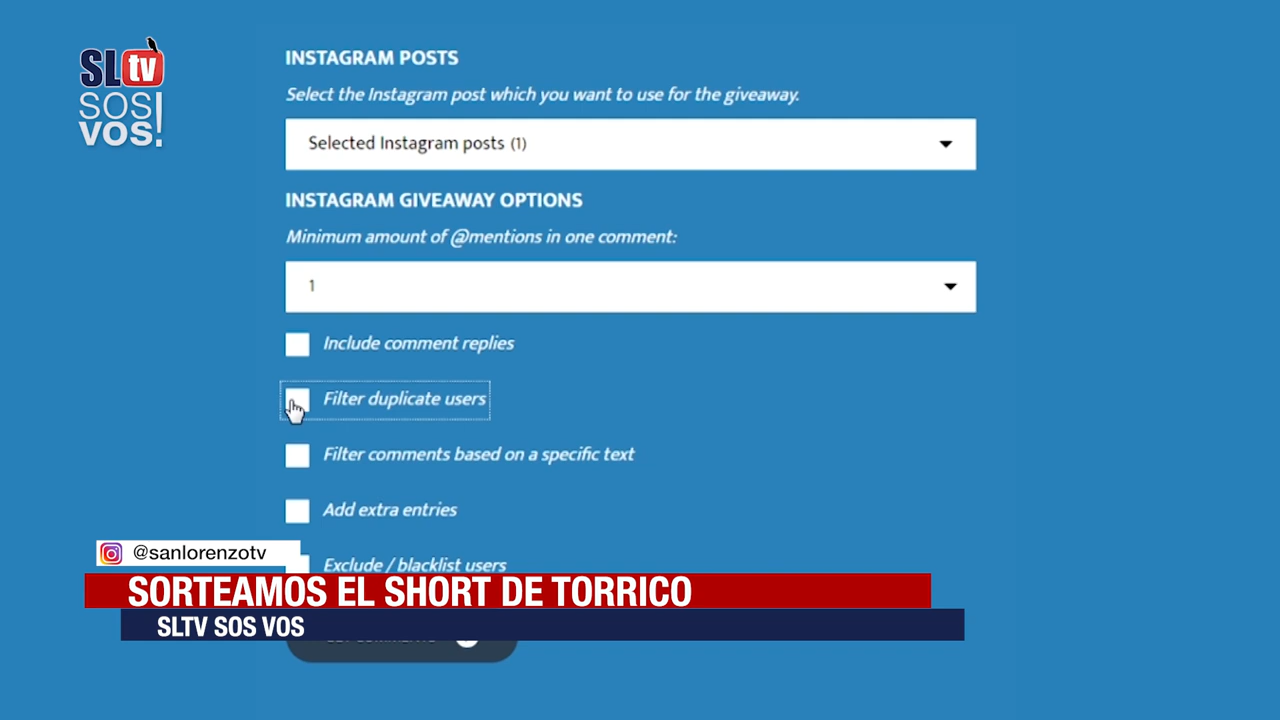 SLtv
SOS
VOS!
INSTAGRAM POSTS
Select the Instagram post which you want to use for the giveaway.
Selected Instagram posts (1)
INSTAGRAM GIVEAWAY OPTIONS
Minimum amount of @mentions in one comment:
1
Include comment replies
Filter duplicate users
Filter comments based on a specific text
Add extra entries
Exclude / blacklist users
@sanlorenzotv
SORTEAMOS EL SHORT DE TORRICO
SLTV SOS VOS